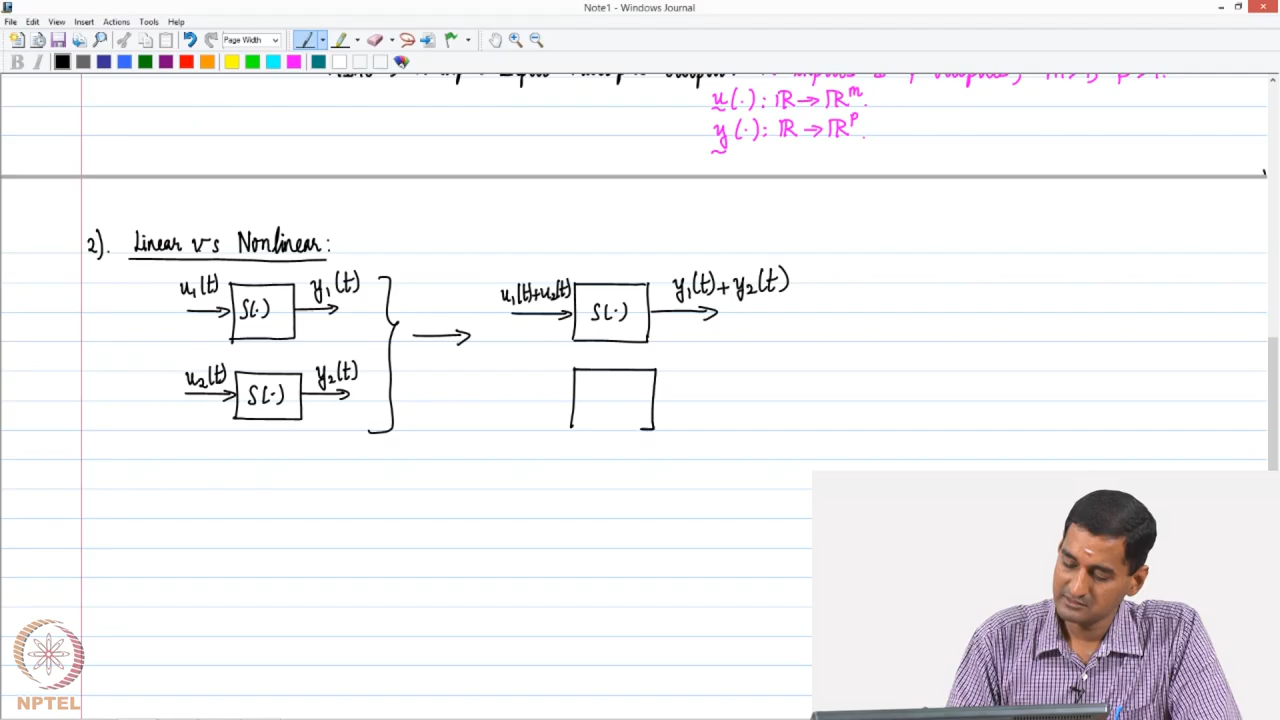 Note1 - Windows Journal
File Edit View Insert Actions Tools Help
Page Width
B I
u(·): ℝ → ℝ^m.
y(·): ℝ → ℝ^p.
2). Linear vs Nonlinear:
u₁(t) S(·) y₁(t)
u₁(t)+u₂(t) S(·) y₁(t)+y₂(t)
u₂(t) S(·) y₂(t)
NPTEL